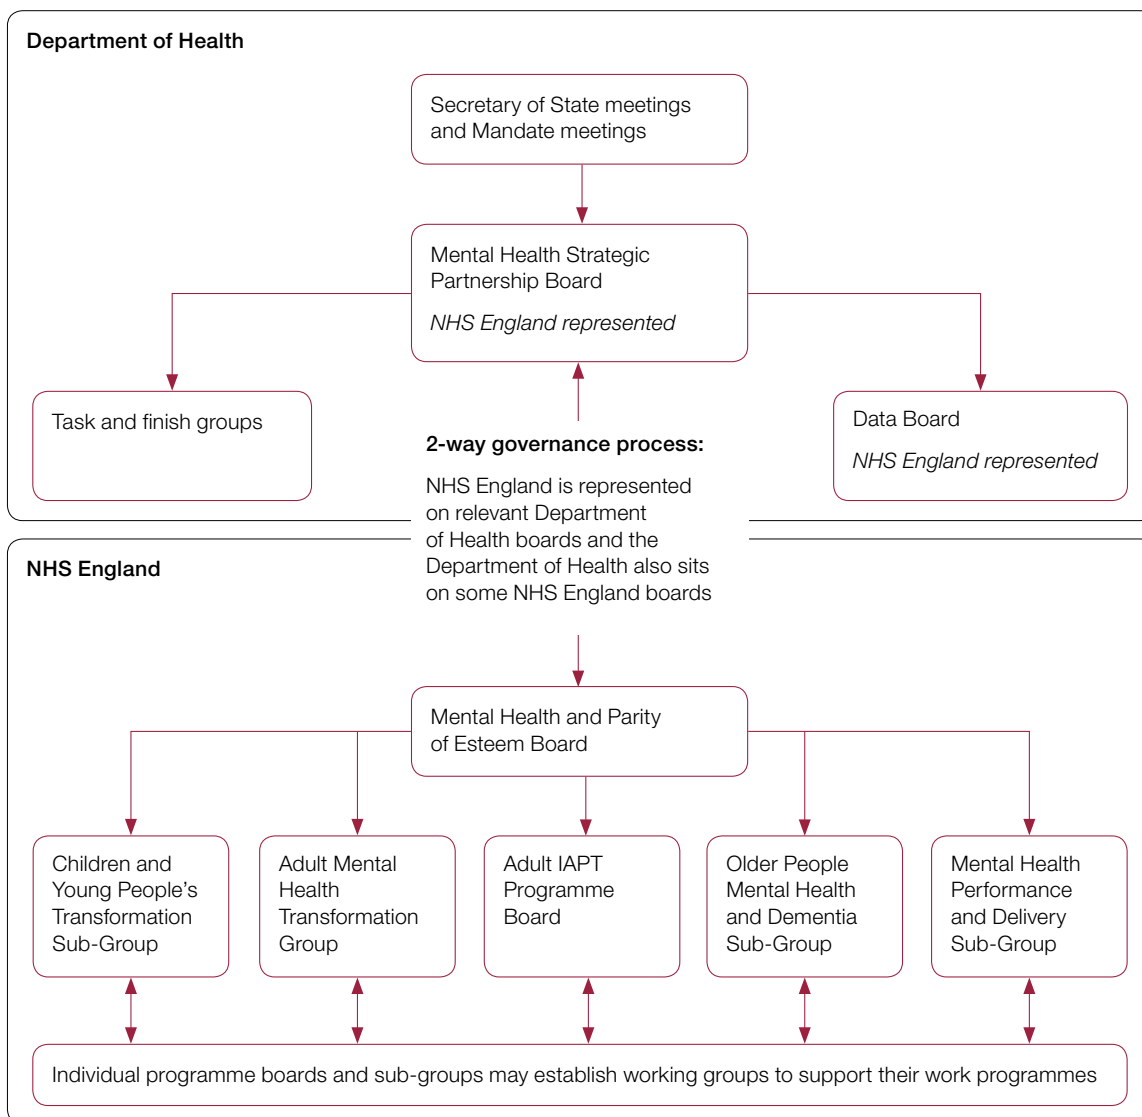 Department of Health
Secretary of State meetings
and Mandate meetings
Mental Health Strategic
Partnership Board
NHS England represented
Task and finish groups
Data Board
NHS England represented
2-way governance process:
NHS England is represented
on relevant Department
of Health boards and the
Department of Health also sits
on some NHS England boards
NHS England
Mental Health and Parity
of Esteem Board
Children and
Young People’s
Transformation
Sub-Group
Adult Mental
Health
Transformation
Group
Adult IAPT
Programme
Board
Older People
Mental Health
and Dementia
Sub-Group
Mental Health
Performance
and Delivery
Sub-Group
Individual programme boards and sub-groups may establish working groups to support their work programmes